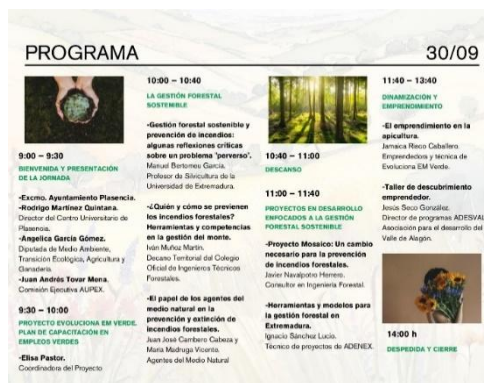 PROGRAMA
30/09
9:00 – 9:30
BIENVENIDA Y PRESENTACIÓN
DE LA JORNADA
-Excmo. Ayuntamiento Plasencia.
-Rodrigo Martínez Quintana.
Director del Centro Universitario de
Plasencia.
-Angelica García Gómez.
Diputada de Medio Ambiente,
Transición Ecológica, Agricultura y
Ganadería.
-Juan Andrés Tovar Mena.
Comisión Ejecutiva AUPEX.
9:30 – 10:00
PROYECTO EVOLUCIONA EM VERDE.
PLAN DE CAPACITACIÓN EN
EMPLEOS VERDES
-Elisa Pastor.
Coordinadora del Proyecto
10:00 – 10:40
LA GESTIÓN FORESTAL
SOSTENIBLE
-Gestión forestal sostenible y
prevención de incendios:
algunas reflexiones críticas
sobre un problema 'perverso'.
Manuel Bertomeu García.
Profesor de Silvicultura de la
Universidad de Extremadura.
-¿Quién y cómo se previenen
los incendios forestales?
Herramientas y competencias
en la gestión del monte.
Iván Muñoz Martín.
Decano Territorial del Colegio
Oficial de Ingenieros Técnicos
Forestales.
-El papel de los agentes del
medio natural en la
prevención y extinción de
incendios forestales.
Juan José Cambero Cabeza y
María Madruga Vicente.
Agentes del Medio Natural
10:40 – 11:00
DESCANSO
11:00 – 11:40
PROYECTOS EN DESARROLLO
ENFOCADOS A LA GESTIÓN
FORESTAL SOSTENIBLE
-Proyecto Mosaico: Un cambio
necesario para la prevención
de incendios forestales.
Javier Navalpotro Herrero.
Consultor en Ingeniería Forestal.
-Herramientas y modelos para
la gestión forestal en
Extremadura.
Ignacio Sánchez Lucio.
Técnico de proyectos de ADENEX.
11:40 – 13:40
DINAMIZACIÓN Y
EMPRENDIMIENTO
-El emprendimiento en la
apicultura.
Jamaica Reco Caballero.
Emprendedora y técnica de
Evoluciona EM Verde.
-Taller de descubrimiento
emprendedor.
Jesús Seco González.
Director de programas ADESVAL
Asociación para el desarrollo del
Valle de Alagón.
14:00 h
DESPEDIDA Y CIERRE